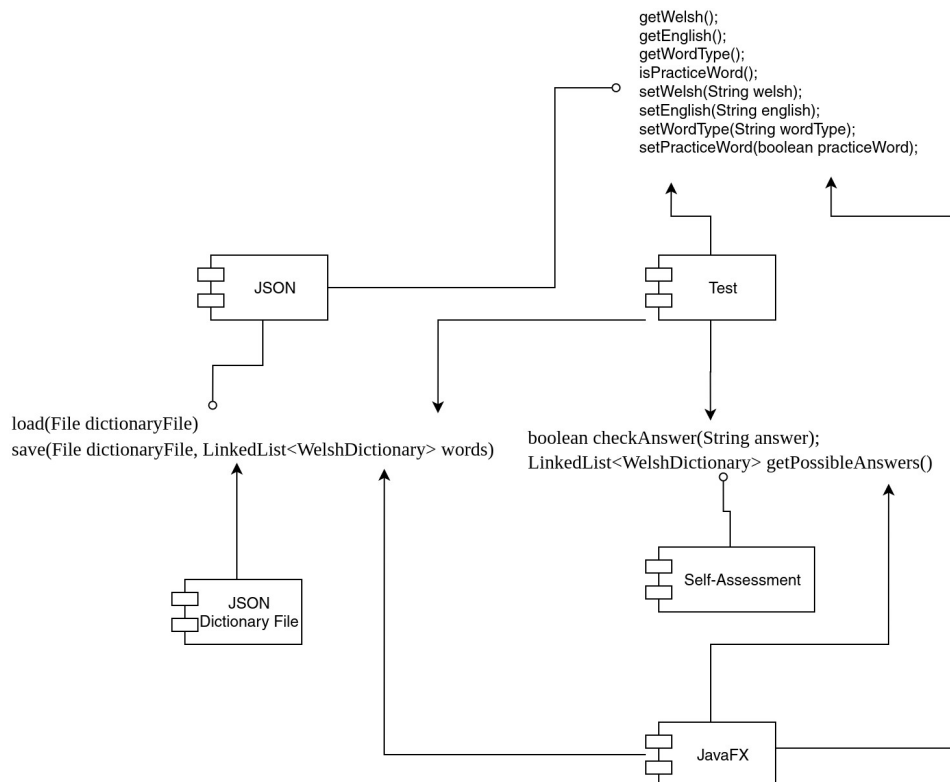 getWelsh();
getEnglish();
getWordType();
isPracticeWord();
setWelsh(String welsh);
setEnglish(String english);
setWordType(String wordType);
setPracticeWord(boolean practiceWord);
JSON
Test
load(File dictionaryFile)
save(File dictionaryFile, LinkedList<WelshDictionary> words)
boolean checkAnswer(String answer);
LinkedList<WelshDictionary> getPossibleAnswers()
Self-Assessment
JSON
Dictionary File
JavaFX